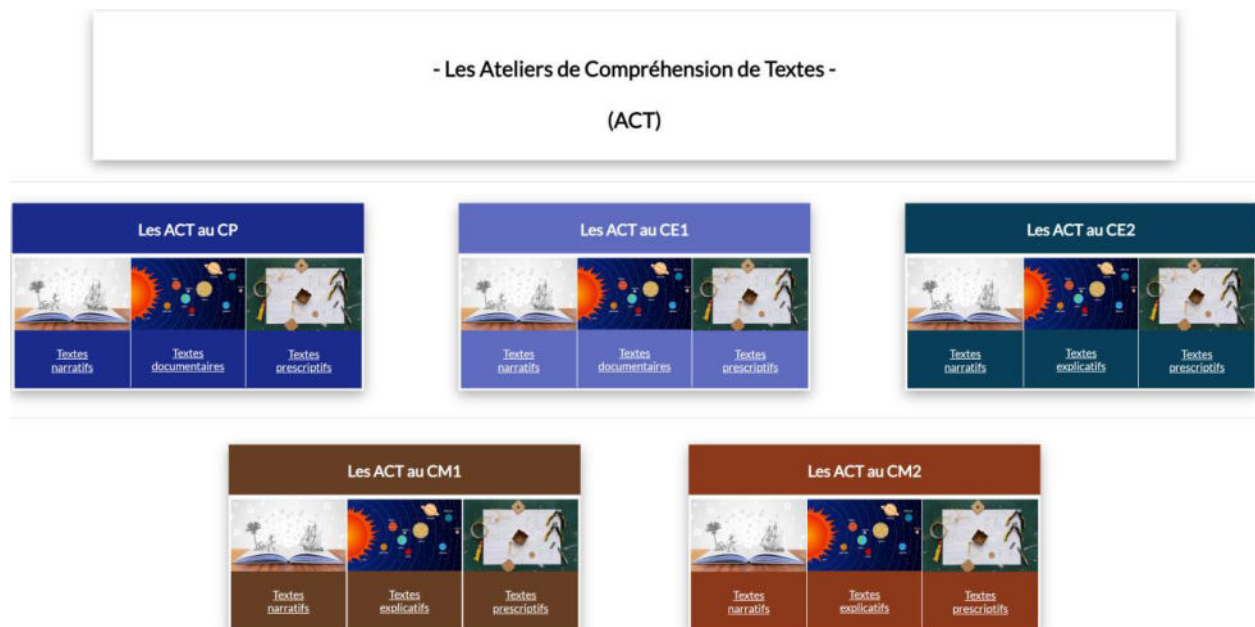 - Les Ateliers de Compréhension de Textes -
(ACT)
Les ACT au CP
Textes
narratifs
Textes
documentaires
Textes
prescriptifs
Les ACT au CE1
Textes
narratifs
Textes
documentaires
Textes
prescriptifs
Les ACT au CE2
Textes
narratifs
Textes
explicatifs
Textes
prescriptifs
Les ACT au CM1
Textes
narratifs
Textes
explicatifs
Textes
prescriptifs
Les ACT au CM2
Textes
narratifs
Textes
explicatifs
Textes
prescriptifs